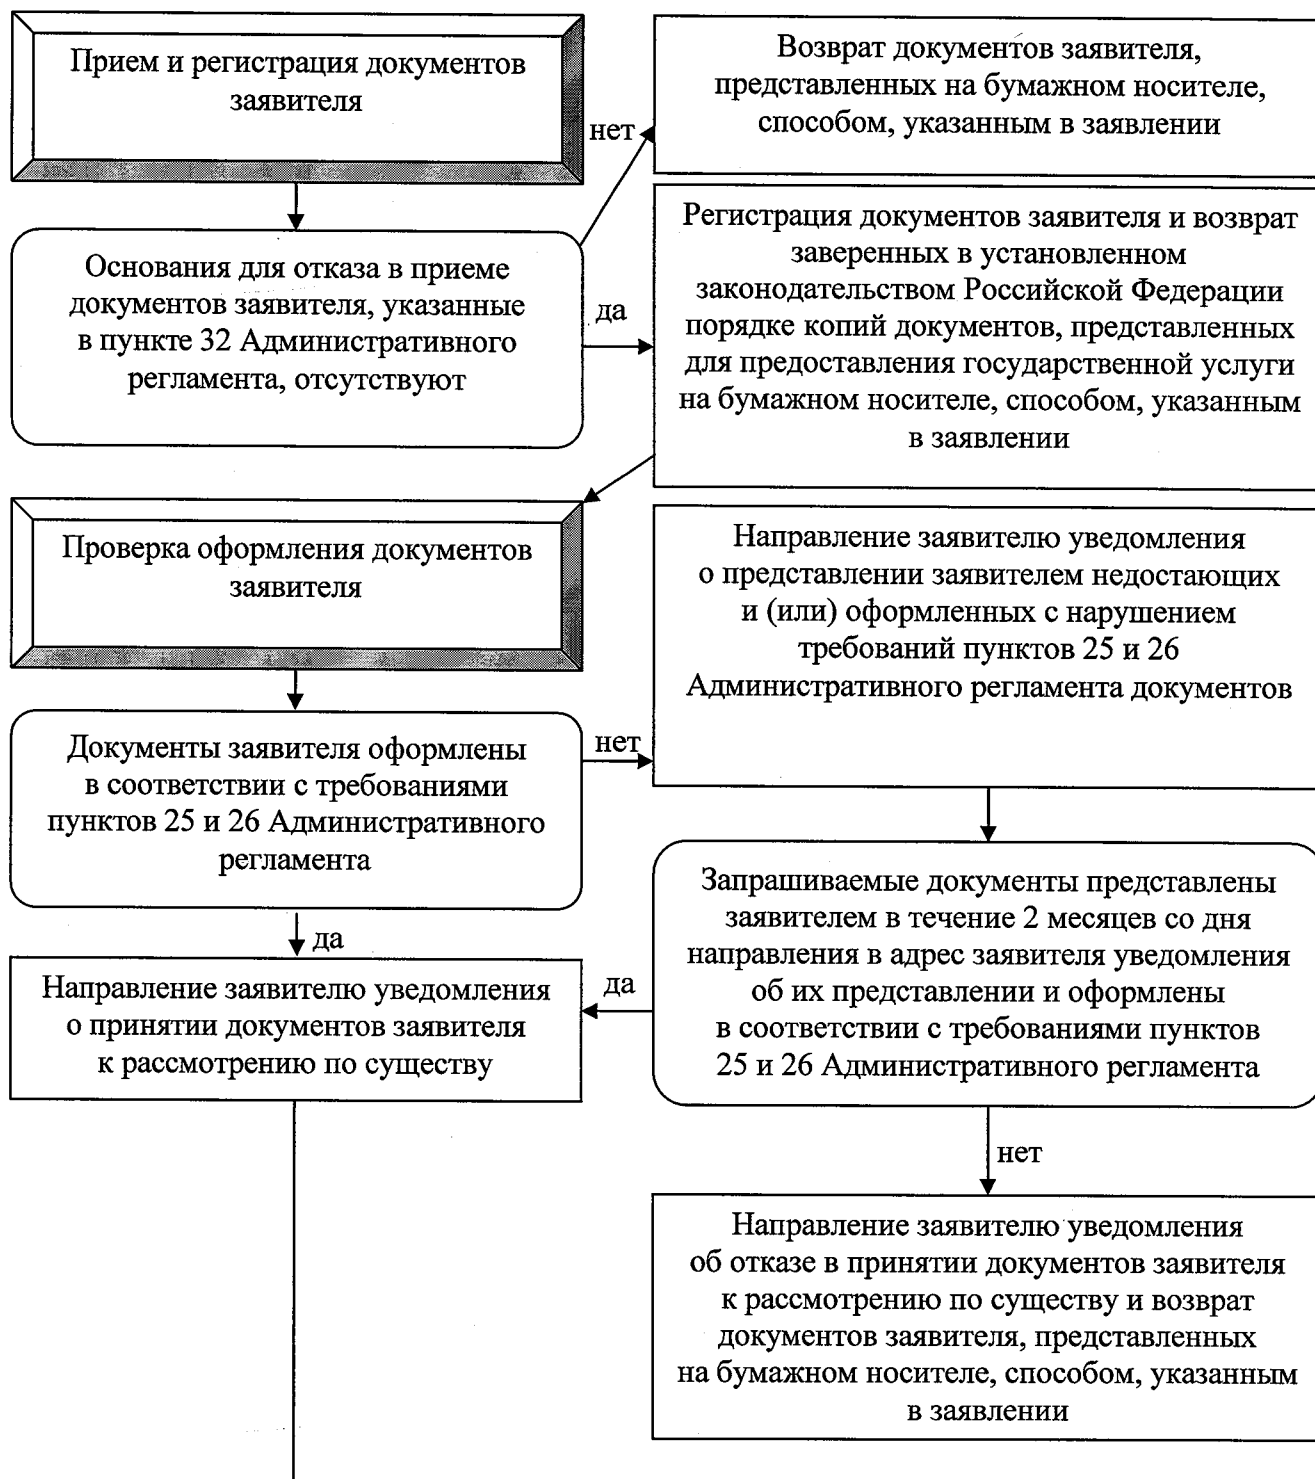 Прием и регистрация документов
заявителя
нет
Возврат документов заявителя,
представленных на бумажном носителе,
способом, указанным в заявлении
Основания для отказа в приеме
документов заявителя, указанные
в пункте 32 Административного
регламента, отсутствуют
да
Регистрация документов заявителя и возврат
заверенных в установленном
законодательством Российской Федерации
порядке копий документов, представленных
для предоставления государственной услуги
на бумажном носителе, способом, указанным
в заявлении
Проверка оформления документов
заявителя
Документы заявителя оформлены
в соответствии с требованиями
пунктов 25 и 26 Административного
регламента
нет
Направление заявителю уведомления
о представлении заявителем недостающих
и (или) оформленных с нарушением
требований пунктов 25 и 26
Административного регламента документов
да
Запрашиваемые документы представлены
заявителем в течение 2 месяцев со дня
направления в адрес заявителя уведомления
об их представлении и оформлены
в соответствии с требованиями пунктов
25 и 26 Административного регламента
да
Направление заявителю уведомления
о принятии документов заявителя
к рассмотрению по существу
нет
Направление заявителю уведомления
об отказе в принятии документов заявителя
к рассмотрению по существу и возврат
документов заявителя, представленных
на бумажном носителе, способом, указанным
в заявлении